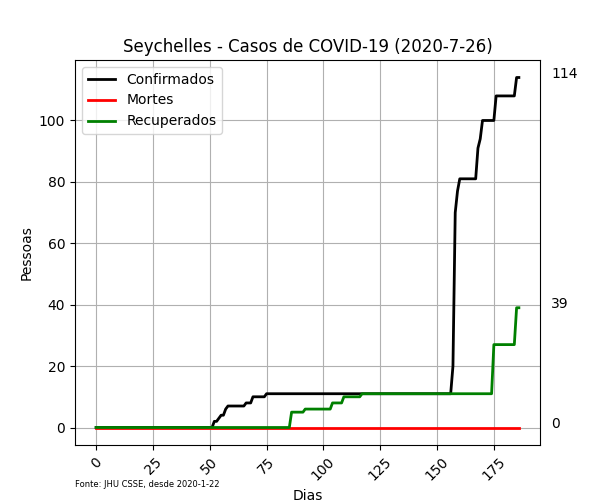 Seychelles - Casos de COVID-19 (2020-7-26)
Confirmados
Mortes
Recuperados
114
39
0
Pessoas
100
80
60
40
20
0
0
25
50
75
100
125
150
175
Dias
Fonte: JHU CSSE, desde 2020-1-22